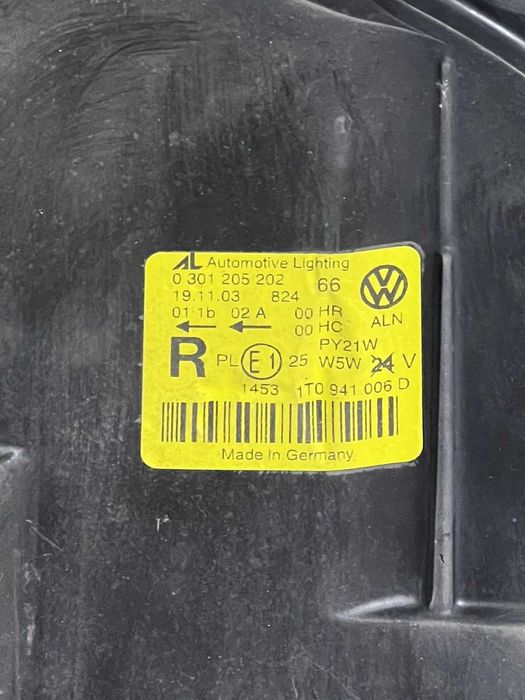 AL Automotive Lighting
0 301 205 202 66
19.11.03 824
01 1b 02 A 00 HR ALN
00 HC
PY21W
R PL E1 25 W5W 24 V
1453 1T0 941 006 D
Made in Germany